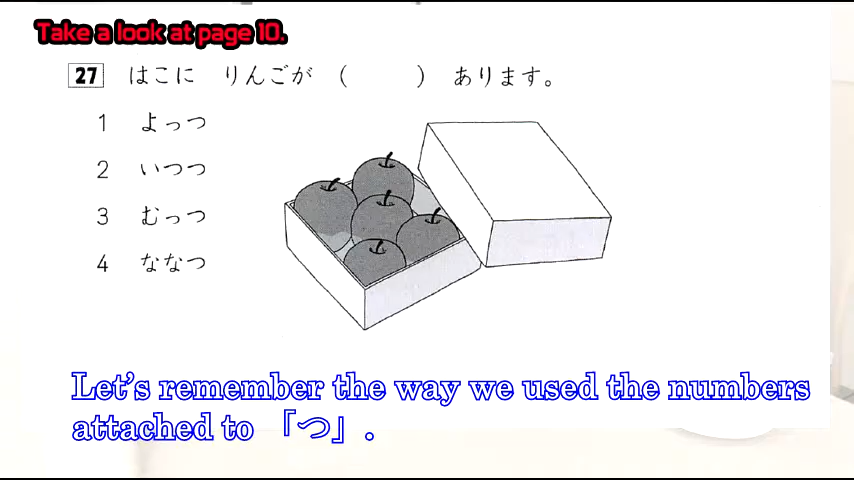 Take a look at page 10.
27 はこに りんごが （　　） あります。
1 よっつ
2 いつつ
3 むっつ
4 ななつ
Let's remember the way we used the numbers
attached to 「つ」.